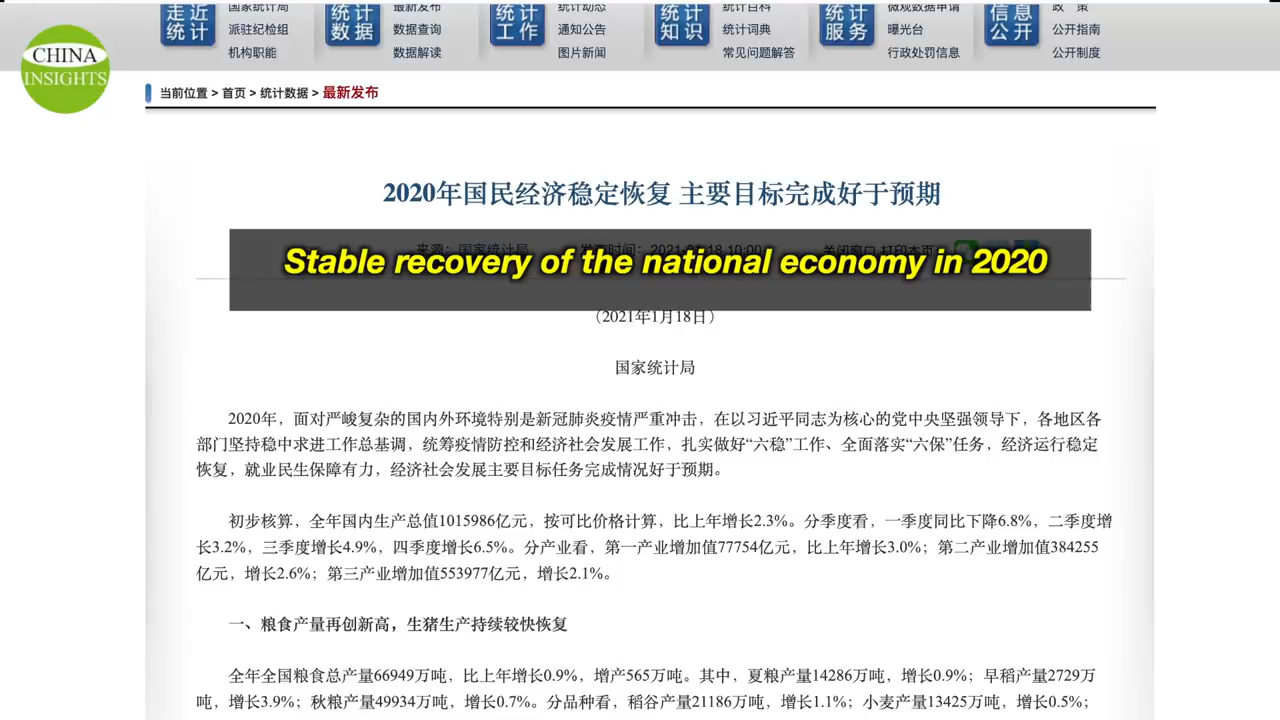 走近 国家统计局 统计 最新发布 统计 统计动态 统计 统计百科 统计 微观数据申请 信息 政 策
统计 派驻纪检组 数据 数据查询 工作 通知公告 知识 统计词典 服务 曝光台 公开 公开指南
机构职能 数据解读 图片新闻 常见问题解答 行政处罚信息 公开制度
CHINA
INSIGHTS
当前位置 > 首页 > 统计数据 > 最新发布
2020年国民经济稳定恢复 主要目标完成好于预期
来源：国家统计局 发布时间：2021-01-18 10:00 关闭窗口 打印本页
Stable recovery of the national economy in 2020
（2021年1月18日）
国家统计局
2020年，面对严峻复杂的国内外环境特别是新冠肺炎疫情严重冲击，在以习近平同志为核心的党中央坚强领导下，各地区各
部门坚持稳中求进工作总基调，统筹疫情防控和经济社会发展工作，扎实做好“六稳”工作、全面落实“六保”任务，经济运行稳定
恢复，就业民生保障有力，经济社会发展主要目标任务完成情况好于预期。
初步核算，全年国内生产总值1015986亿元，按可比价格计算，比上年增长2.3%。分季度看，一季度同比下降6.8%，二季度增
长3.2%，三季度增长4.9%，四季度增长6.5%。分产业看，第一产业增加值77754亿元，比上年增长3.0%；第二产业增加值384255
亿元，增长2.6%；第三产业增加值553977亿元，增长2.1%。
一、粮食产量再创新高，生猪生产持续较快恢复
全年全国粮食总产量66949万吨，比上年增长0.9%，增产565万吨。其中，夏粮产量14286万吨，增长0.9%；早稻产量2729万
吨，增长3.9%；秋粮产量49934万吨，增长0.7%。分品种看，稻谷产量21186万吨，增长1.1%；小麦产量13425万吨，增长0.5%；